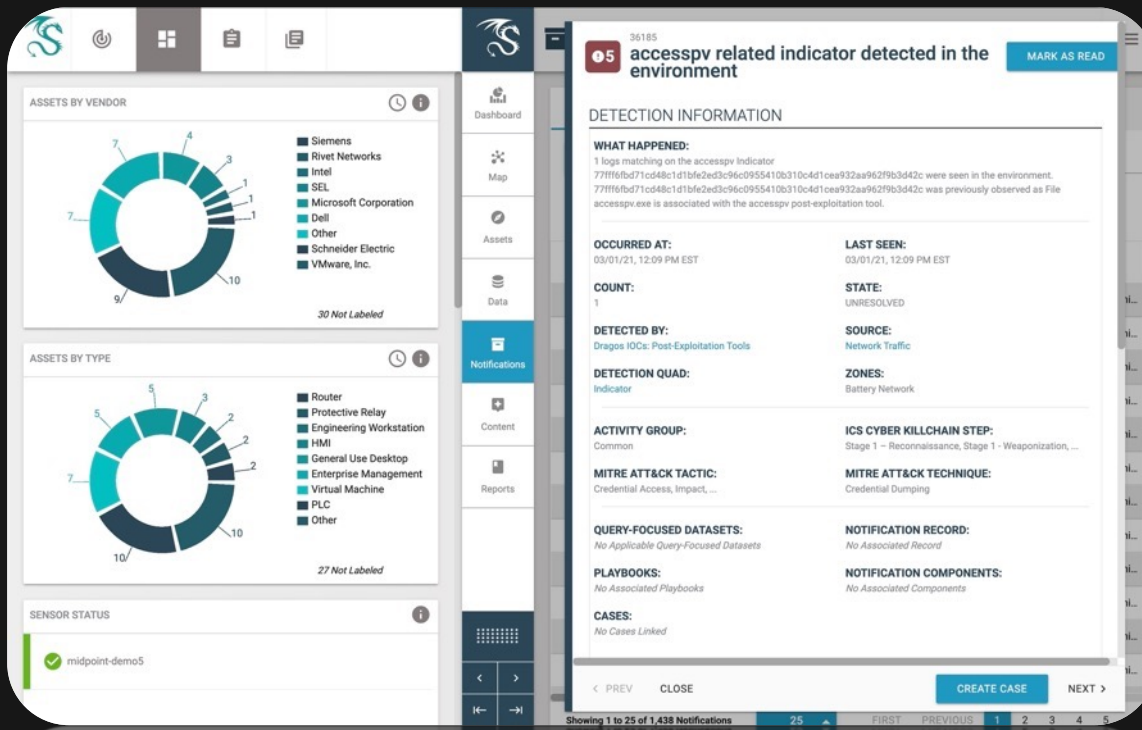 ASSETS BY VENDOR
7
4
3
1
1
1
10
9
7
Siemens
Rivet Networks
Intel
SEL
Microsoft Corporation
Dell
Other
Schneider Electric
VMware, Inc.
30 Not Labeled
ASSETS BY TYPE
5
5
3
2
2
2
10
10
7
Router
Protective Relay
Engineering Workstation
HMI
General Use Desktop
Enterprise Management
Virtual Machine
PLC
Other
27 Not Labeled
SENSOR STATUS
midpoint-demo5
Dashboard
Map
Assets
Data
Notifications
Content
Reports
5
36185
accesspv related indicator detected in the
environment
MARK AS READ
DETECTION INFORMATION
WHAT HAPPENED:
1 logs matching on the accesspv Indicator
77fff6fbd71cd48c1d1bfe2ed3c96c0955410b310c4d1cea932aa962f9b3d42c were seen in the environment.
77fff6fbd71cd48c1d1bfe2ed3c96c0955410b310c4d1cea932aa962f9b3d42c was previously observed as File
accesspv.exe is associated with the accesspv post-exploitation tool.
OCCURRED AT:
03/01/21, 12:09 PM EST
LAST SEEN:
03/01/21, 12:09 PM EST
COUNT:
1
STATE:
UNRESOLVED
DETECTED BY:
Dragos IOCs: Post-Exploitation Tools
SOURCE:
Network Traffic
DETECTION QUAD:
Indicator
ZONES:
Battery Network
ACTIVITY GROUP:
Common
ICS CYBER KILLCHAIN STEP:
Stage 1 – Reconnaissance, Stage 1 - Weaponization, ...
MITRE ATT&CK TACTIC:
Credential Access, Impact, ...
MITRE ATT&CK TECHNIQUE:
Credential Dumping
QUERY-FOCUSED DATASETS:
No Applicable Query-Focused Datasets
NOTIFICATION RECORD:
No Associated Record
PLAYBOOKS:
No Associated Playbooks
NOTIFICATION COMPONENTS:
No Associated Components
CASES:
No Cases Linked
< PREV
CLOSE
CREATE CASE
NEXT >
Showing 1 to 25 of 1,438 Notifications
25
FIRST
PREVIOUS
1
2
3
4
5